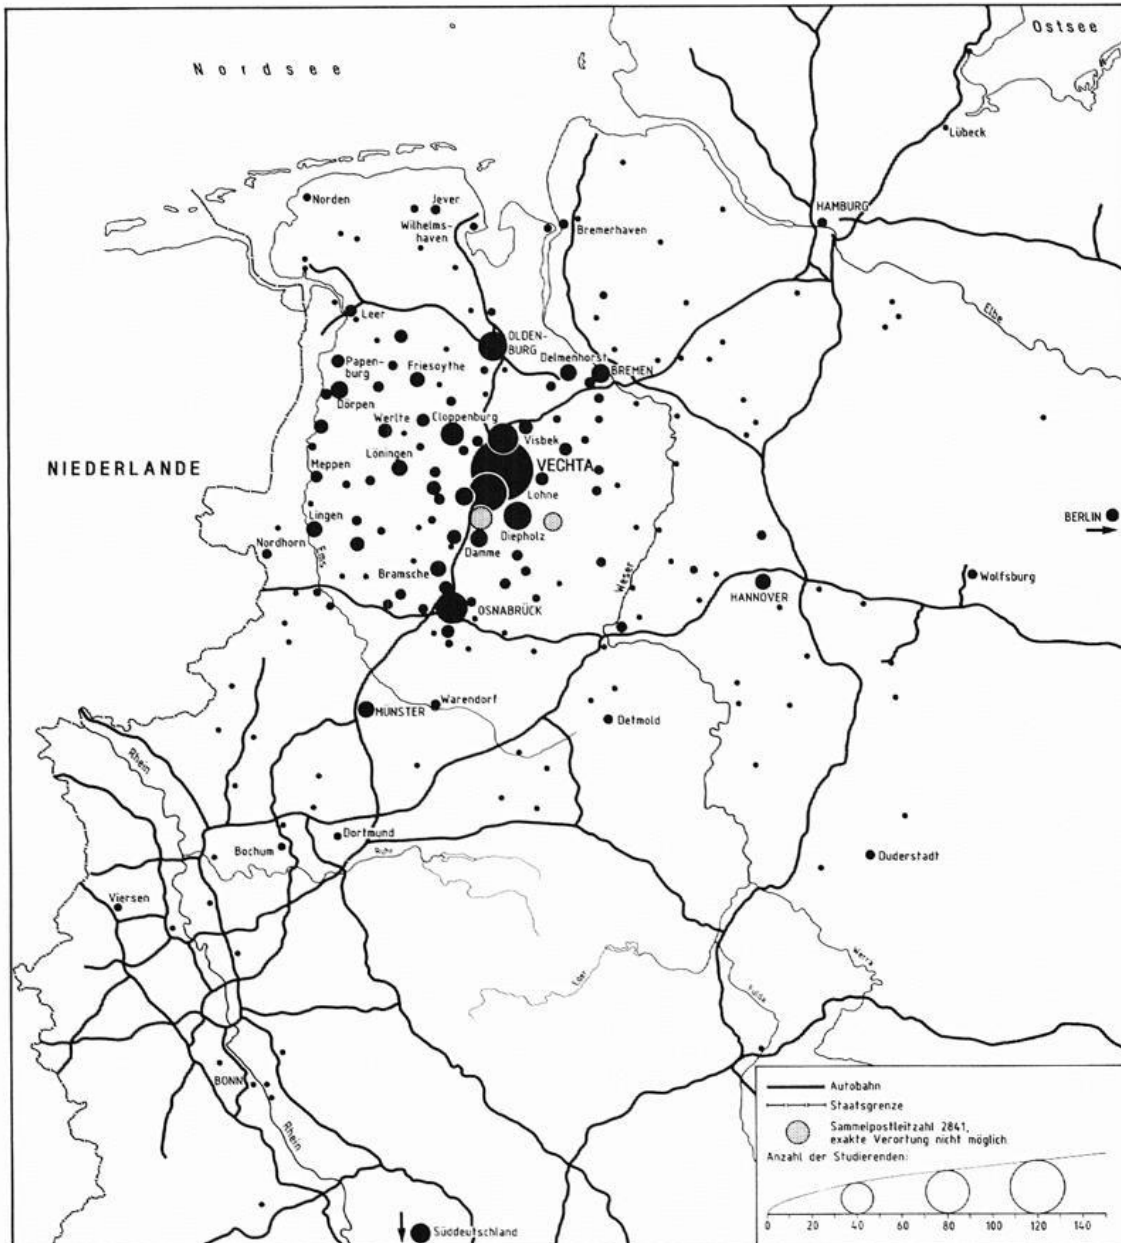 Ostsee
Nordsee
Lübeck
Norden
Jever
Wilhelms-
haven
Bremerhaven
HAMBURG
Elbe
Leer
OLDEN-
BURG
Delmenhorst
BREMEN
Papen-
burg
Friesoythe
Dörpen
Werlte
Cloppenburg
Visbek
NIEDERLANDE
Meppen
Löningen
VECHTA
Lohne
Lingen
Diepholz
BERLIN
Nordhorn
Ems
Damme
Bramsche
Weser
HANNOVER
Wolfsburg
OSNABRÜCK
MÜNSTER
Warendorf
Detmold
Rhein
Dortmund
Bochum
Ruhr
Duderstadt
Viersen
Eder
Werra
Fulda
BONN
Rhein
Süddeutschland
Autobahn
Staatsgrenze
Sammelpostleitzahl 2841,
exakte Verortung nicht möglich
Anzahl der Studierenden:
0 20 40 60 80 100 120 140